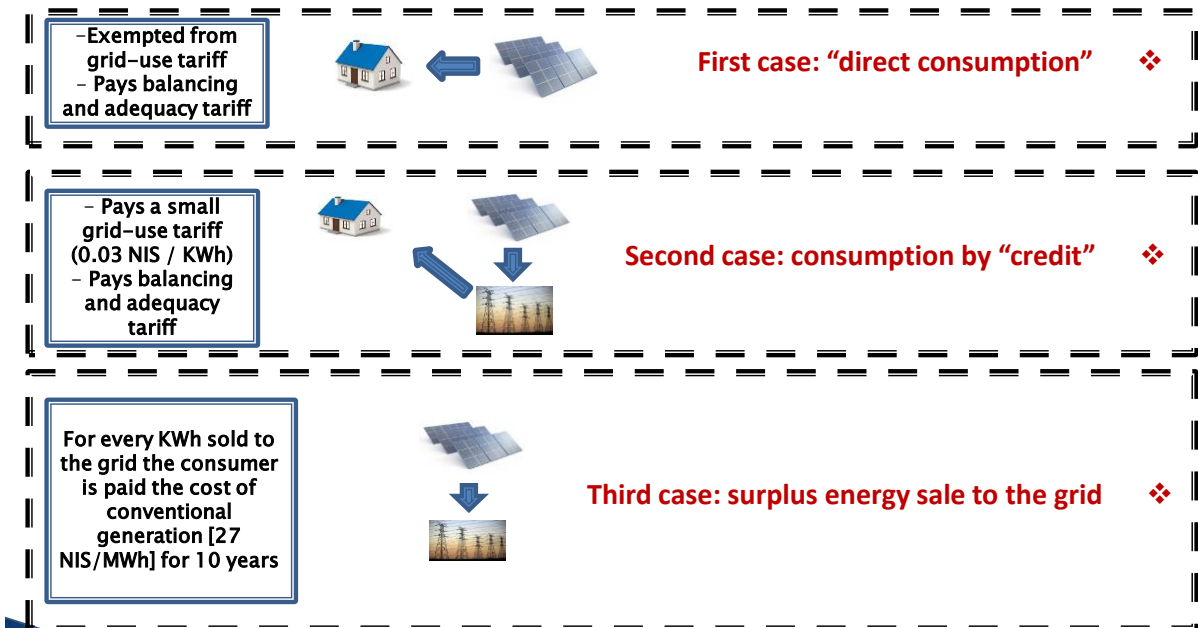 -Exempted from
grid-use tariff
- Pays balancing
and adequacy tariff
First case: “direct consumption”
- Pays a small
grid-use tariff
(0.03 NIS / KWh)
- Pays balancing
and adequacy
tariff
Second case: consumption by “credit”
For every KWh sold to
the grid the consumer
is paid the cost of
conventional
generation [27
NIS/MWh] for 10 years
Third case: surplus energy sale to the grid